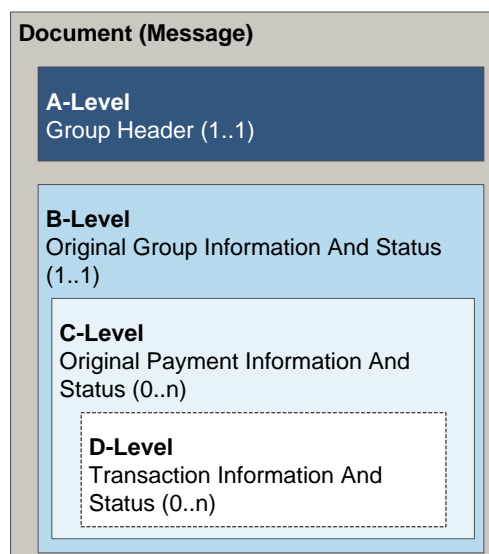 Document (Message)
A-Level
Group Header (1..1)
B-Level
Original Group Information And Status
(1..1)
C-Level
Original Payment Information And
Status (0..n)
D-Level
Transaction Information And
Status (0..n)